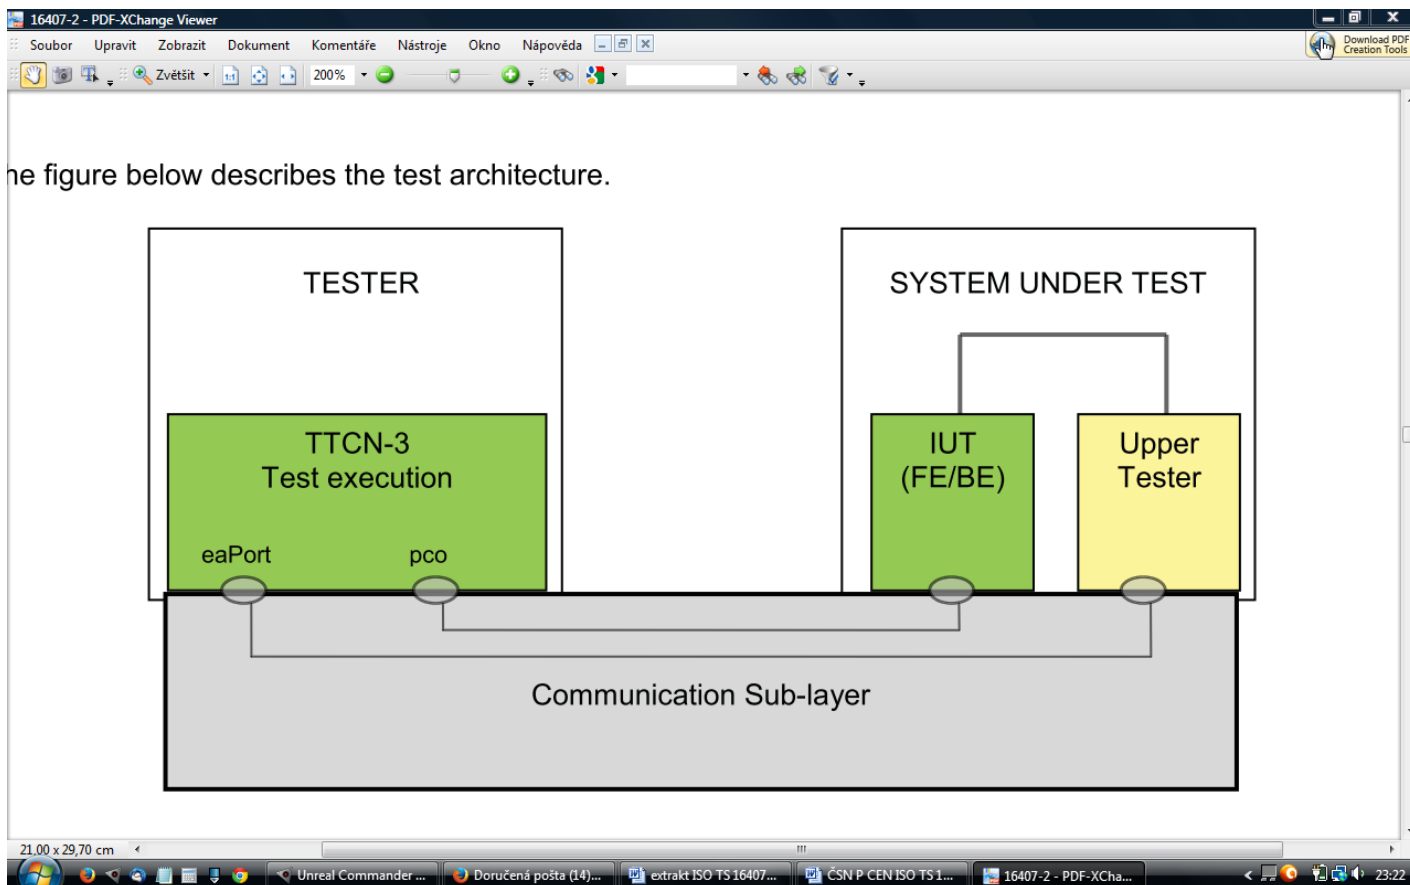 16407-2 - PDF-XChange Viewer
Soubor Upravit Zobrazit Dokument Komentáře Nástroje Okno Nápověda
Download PDF
Creation Tools
Zvětšit 1:1 200%
he figure below describes the test architecture.
TESTER
SYSTEM UNDER TEST
TTCN-3
Test execution
IUT
(FE/BE)
Upper
Tester
eaPort pco
Communication Sub-layer
21,00 x 29,70 cm
Unreal Commander ... Doručená pošta (14)... extrakt ISO TS 16407... ČSN P CEN ISO TS 1... 16407-2 - PDF-XCha... 23:22